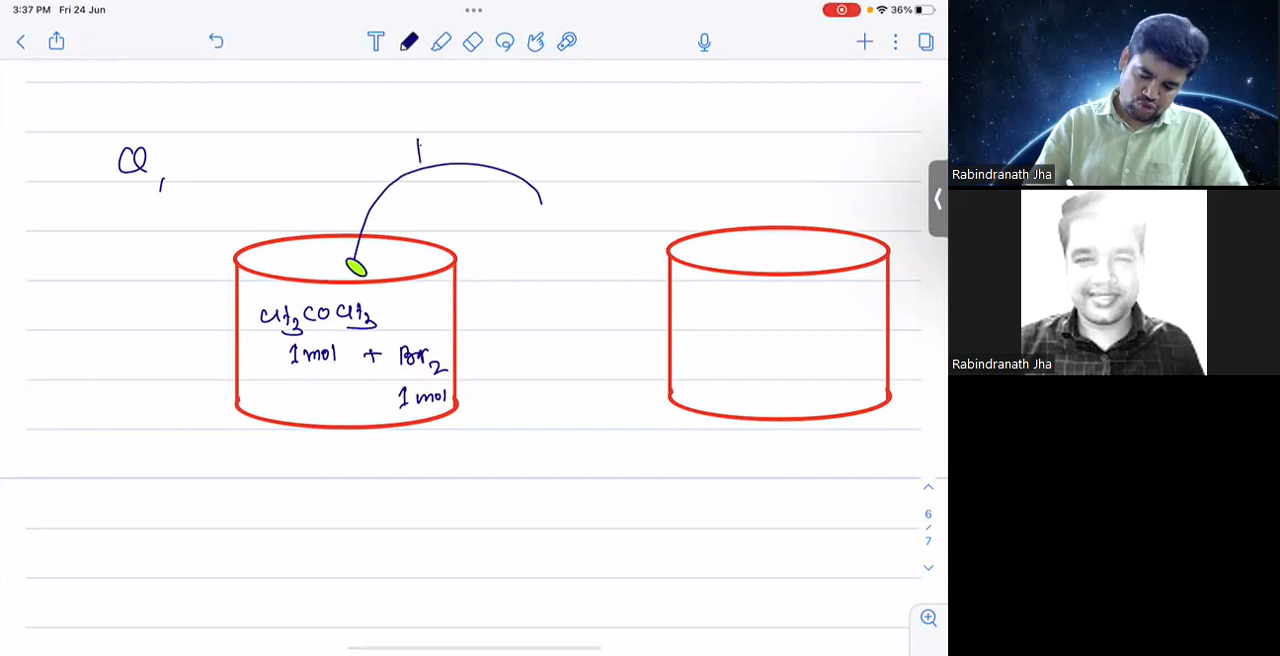 3:37 PM Fri 24 Jun
36%
T
Q,
CH3COCH3
1 mol + Br2
1 mol
6
/
7
Rabindranath Jha
Rabindranath Jha